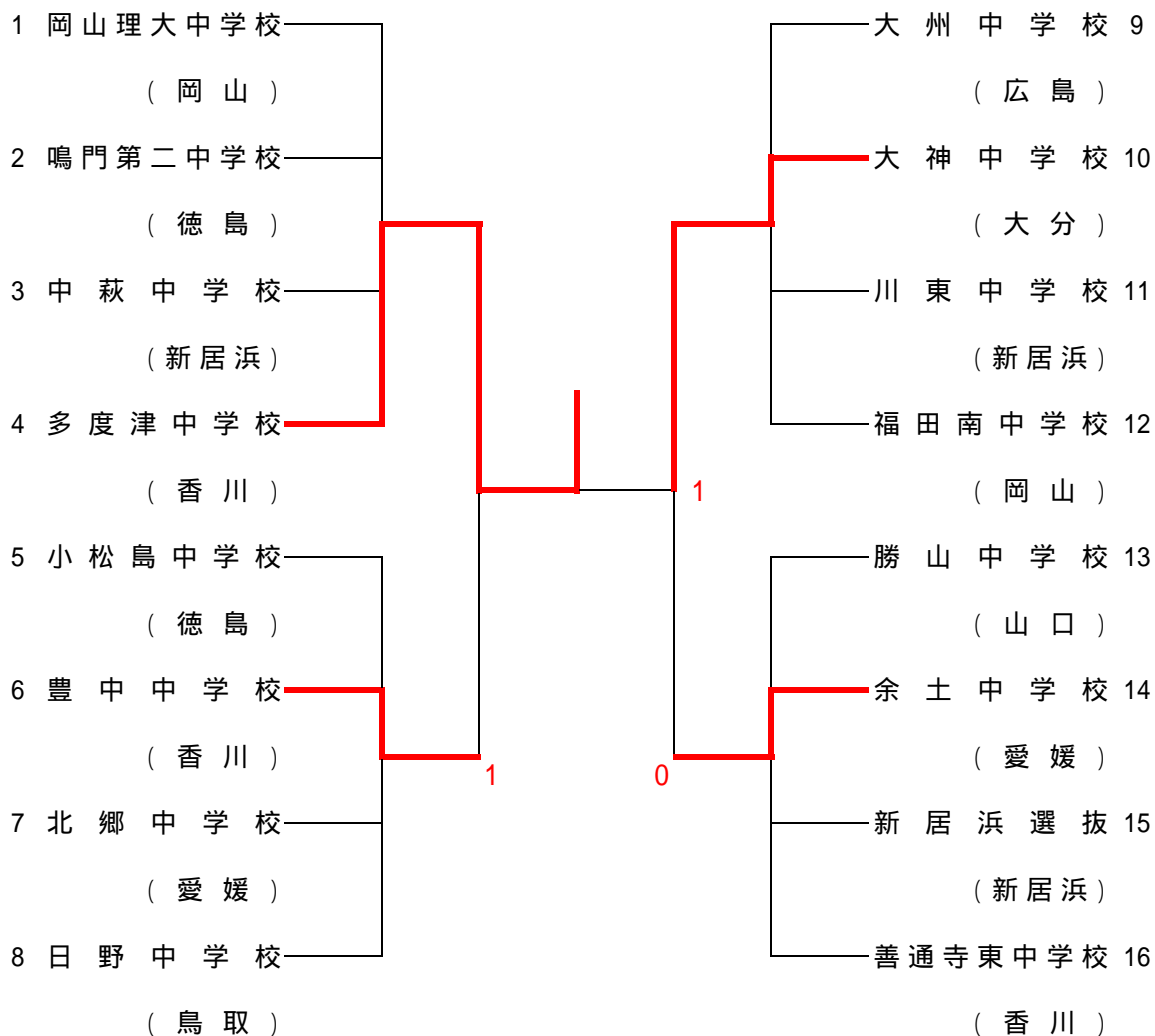 1 岡山理大中学校
(岡山)
2 鳴門第二中学校
(徳島)
3 中萩中学校
(新居浜)
4 多度津中学校
(香川)
5 小松島中学校
(徳島)
6 豊中中学校
(香川)
7 北郷中学校
(愛媛)
8 日野中学校
(鳥取)
1
1
0
大州中学校 9
(広島)
大神中学校 10
(大分)
川東中学校 11
(新居浜)
福田南中学校 12
(岡山)
勝山中学校 13
(山口)
余土中学校 14
(愛媛)
新居浜選抜 15
(新居浜)
善通寺東中学校 16
(香川)